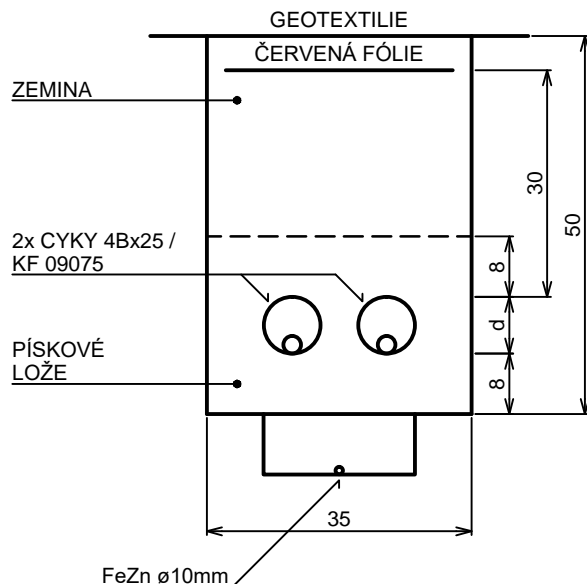 GEOTEXTILIE
ČERVENÁ FÓLIE
ZEMINA
30
50
2x CYKY 4Bx25 /
KF 09075
8
d
PÍSKOVÉ
LOŽE
8
35
FeZn ø10mm